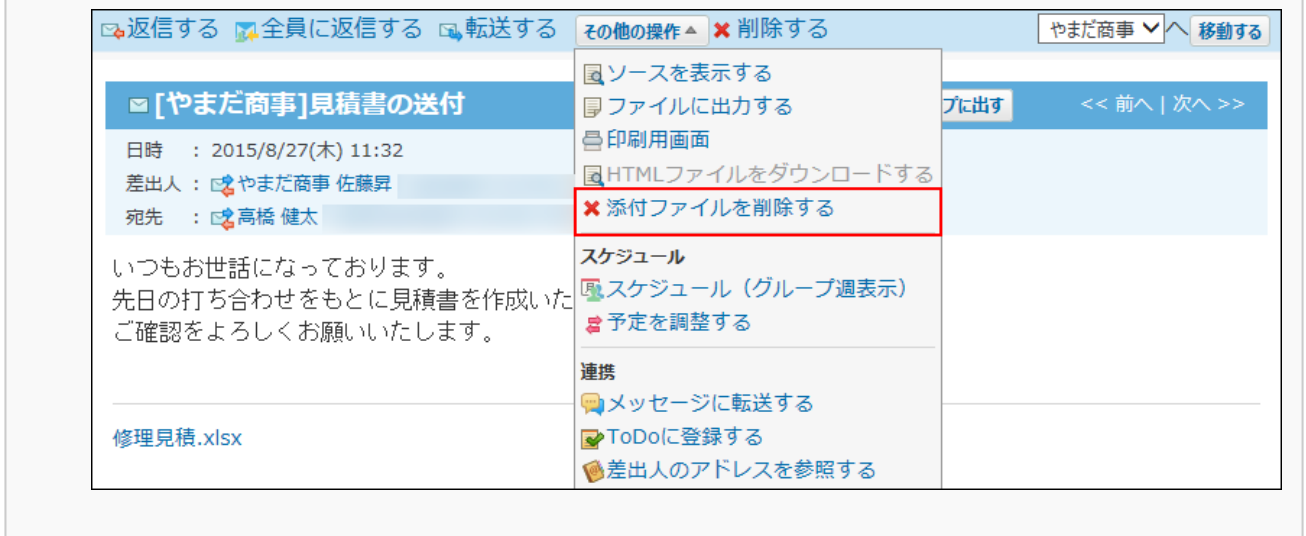 返信する 全員に返信する 転送する その他の操作▲ 削除する やまだ商事 へ 移動する
[やまだ商事]見積書の送付 プに出す << 前へ | 次へ >>
日時 : 2015/8/27(木) 11:32
差出人 : やまだ商事 佐藤昇
宛先 : 高橋 健太
いつもお世話になっております。
先日の打ち合わせをもとに見積書を作成いた
ご確認をよろしくお願いいたします。
修理見積.xlsx
ソースを表示する
ファイルに出力する
印刷用画面
HTMLファイルをダウンロードする
添付ファイルを削除する
スケジュール
スケジュール（グループ週表示）
予定を調整する
連携
メッセージに転送する
ToDoに登録する
差出人のアドレスを参照する